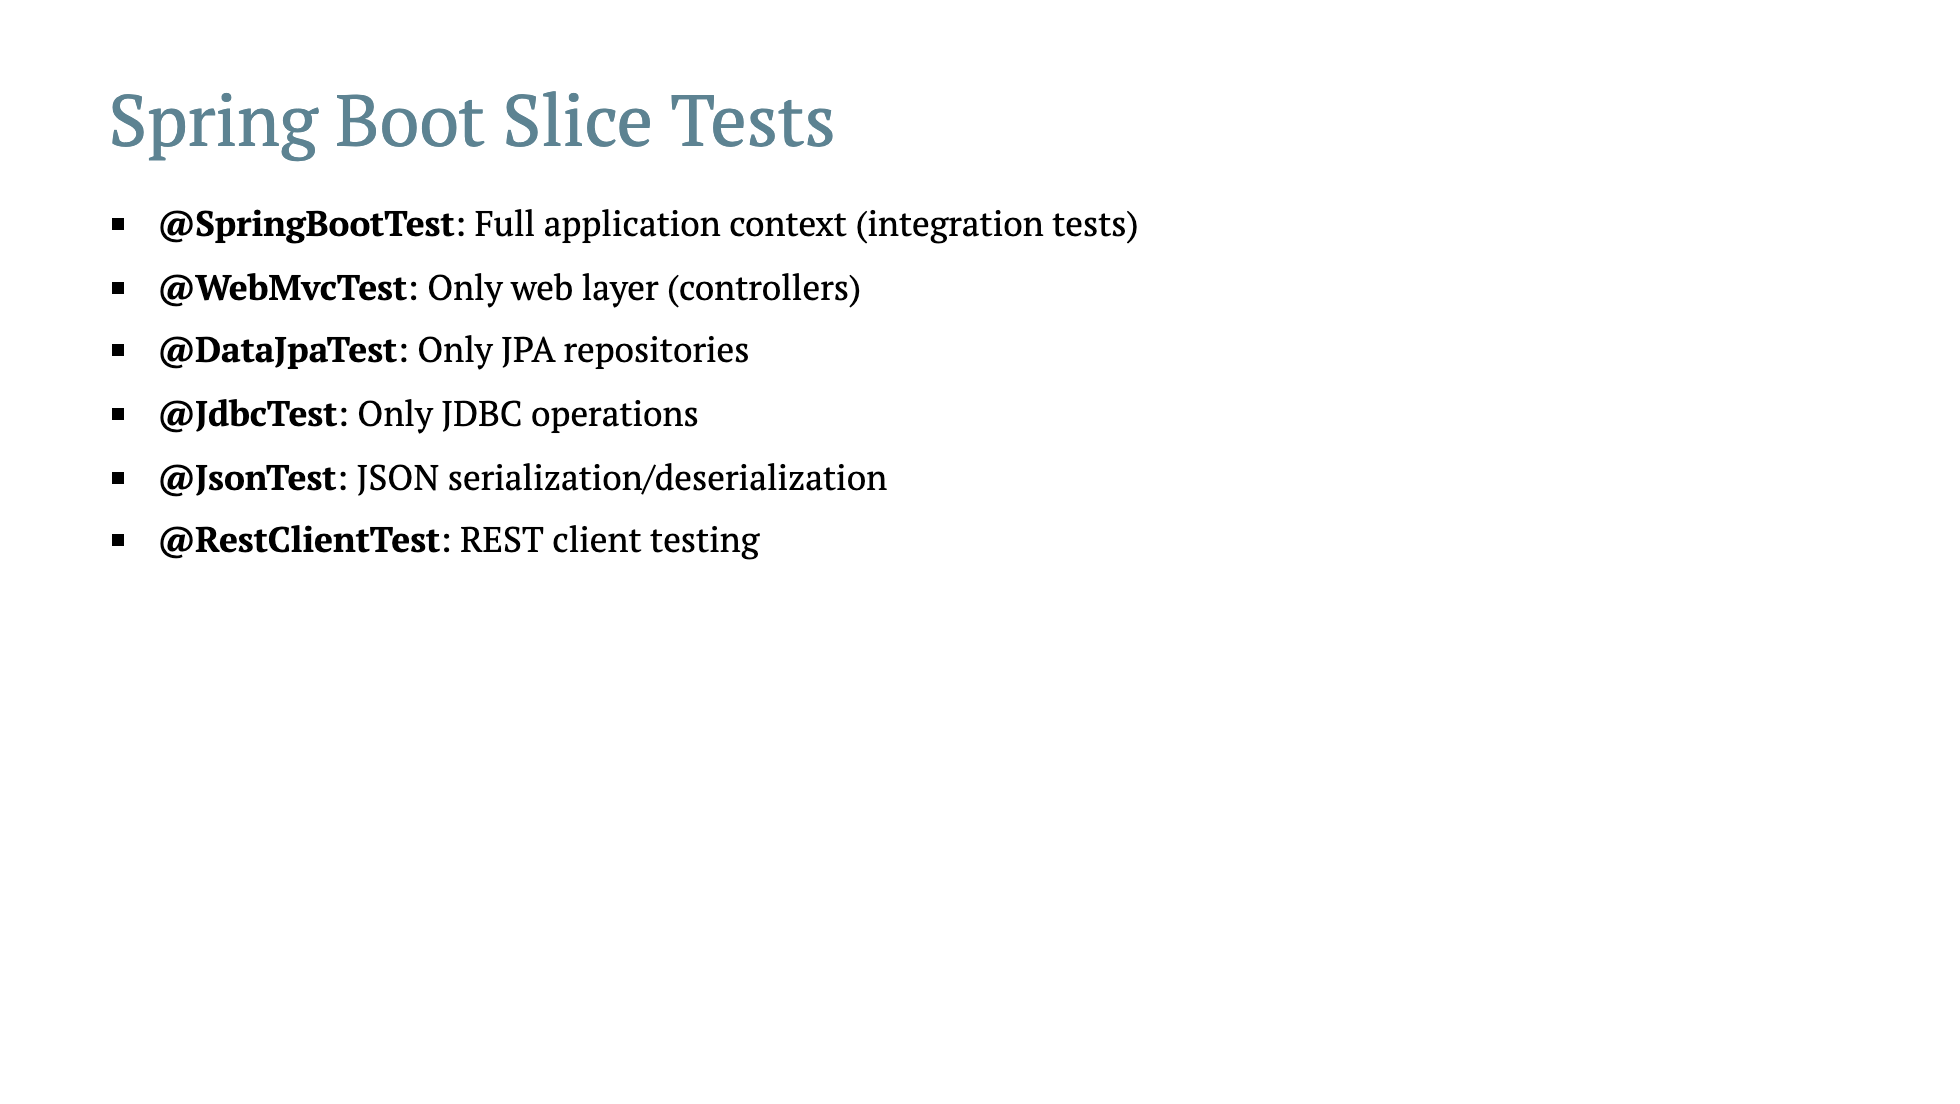 Spring Boot Slice Tests
▪ @SpringBootTest: Full application context (integration tests)
▪ @WebMvcTest: Only web layer (controllers)
▪ @DataJpaTest: Only JPA repositories
▪ @JdbcTest: Only JDBC operations
▪ @JsonTest: JSON serialization/deserialization
▪ @RestClientTest: REST client testing